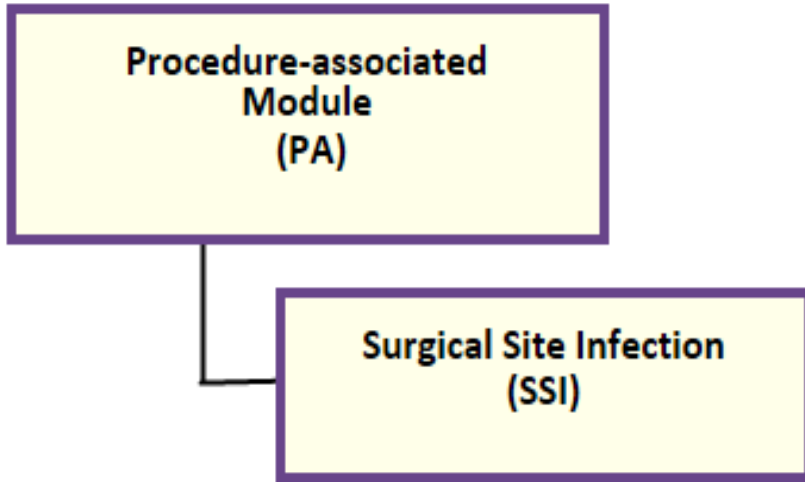 Procedure-associated
Module
(PA)
Surgical Site Infection
(SSI)